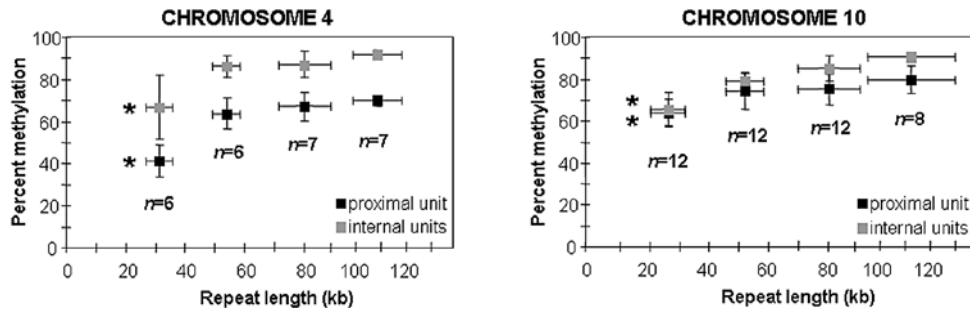 CHROMOSOME 4
Percent methylation
100
80
60
40
20
0
*
*
n=6
n=6
n=7
n=7
proximal unit
internal units
0 20 40 60 80 100 120
Repeat length (kb)
CHROMOSOME 10
Percent methylation
100
80
60
40
20
0
*
*
n=12
n=12
n=12
n=8
proximal unit
internal units
0 20 40 60 80 100 120
Repeat length (kb)